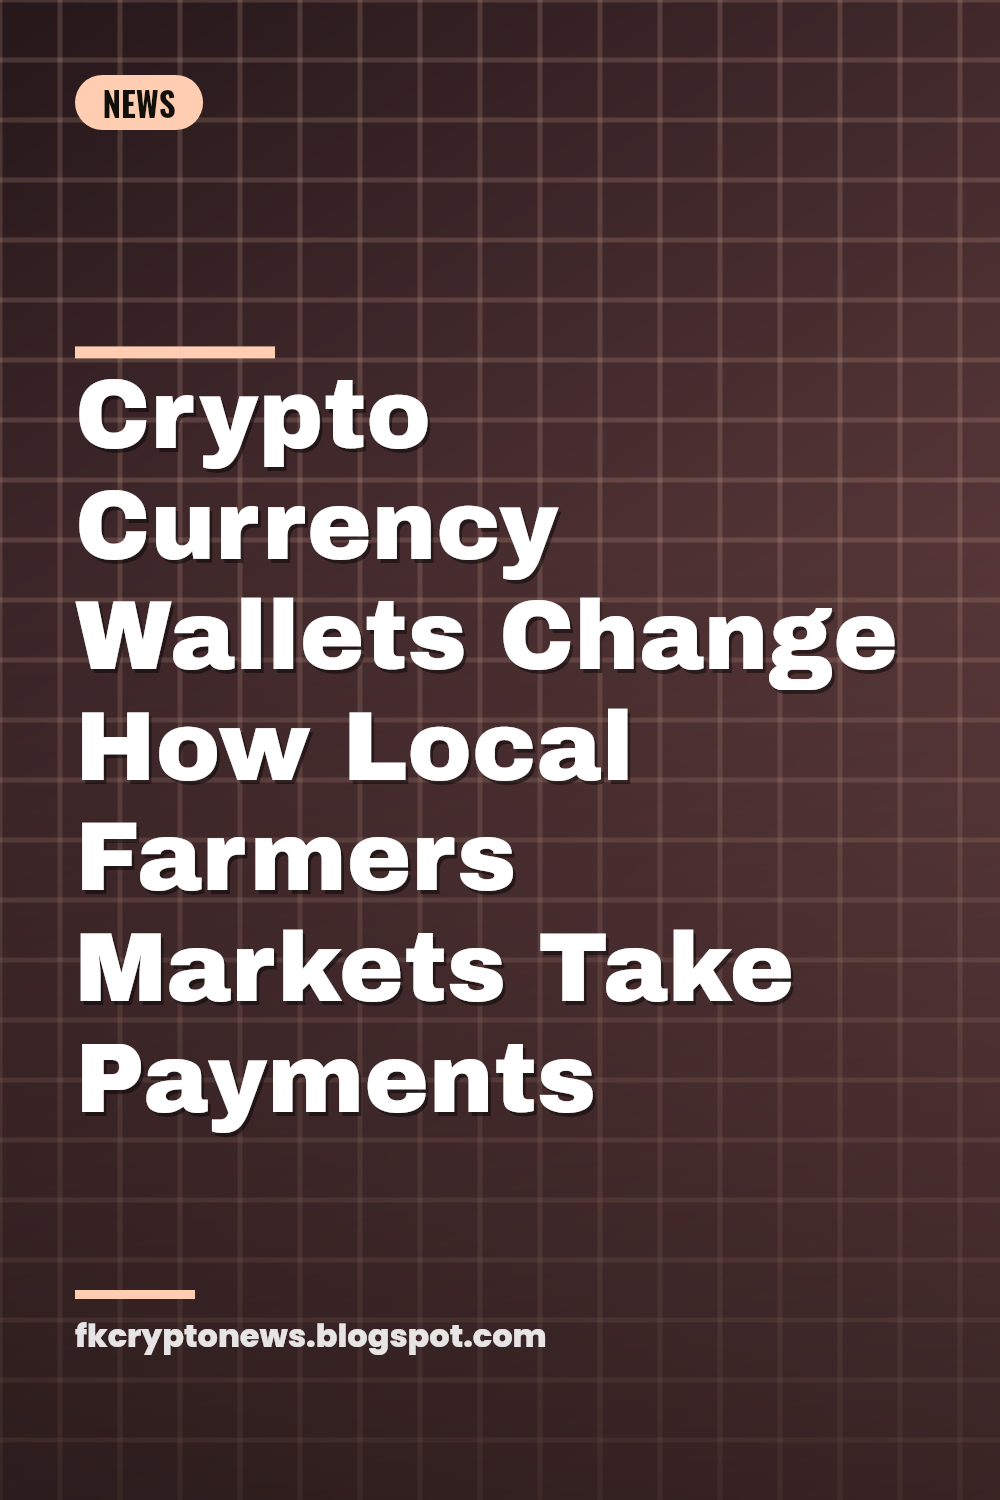 NEWS
Crypto
Currency
Wallets Change
How Local
Farmers
Markets Take
Payments
fkcryptonews.blogspot.com